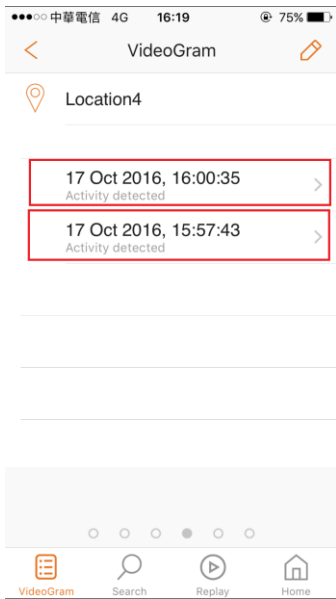 中華電信 4G 16:19 75%
VideoGram
Location4
17 Oct 2016, 16:00:35
Activity detected
17 Oct 2016, 15:57:43
Activity detected
VideoGram Search Replay Home